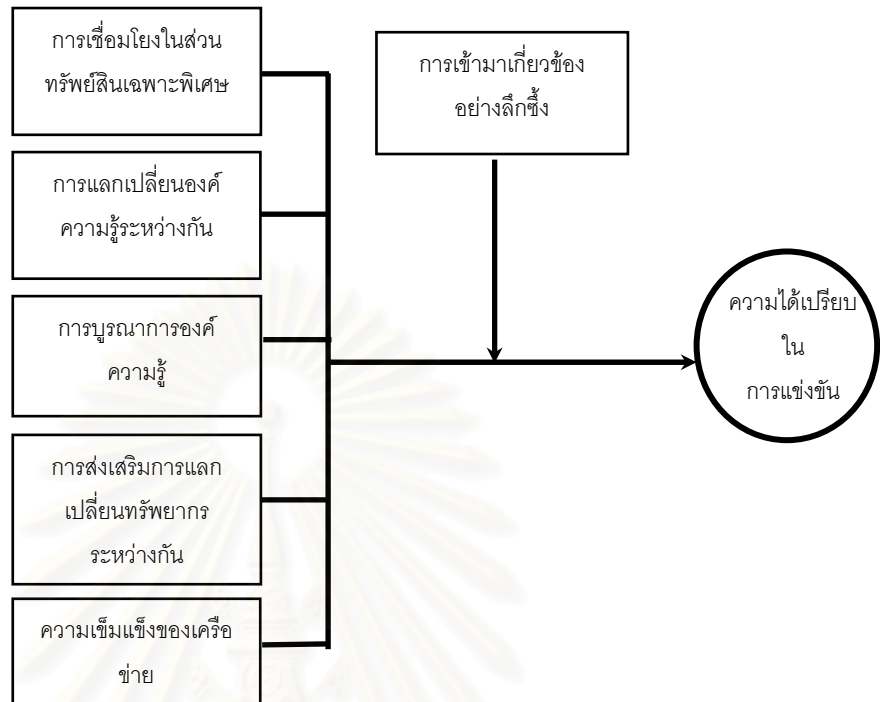 การเชื่อมโยงในส่วน
ทรัพย์สินเฉพาะพิเศษ
การแลกเปลี่ยนองค์
ความรู้ระหว่างกัน
การบูรณาการองค์
ความรู้
การส่งเสริมการแลก
เปลี่ยนทรัพยากร
ระหว่างกัน
ความเข็มแข็งของเครือ
ข่าย
การเข้ามาเกี่ยวข้อง
อย่างลึกซึ้ง
ความได้เปรียบ
ใน
การแข่งขัน